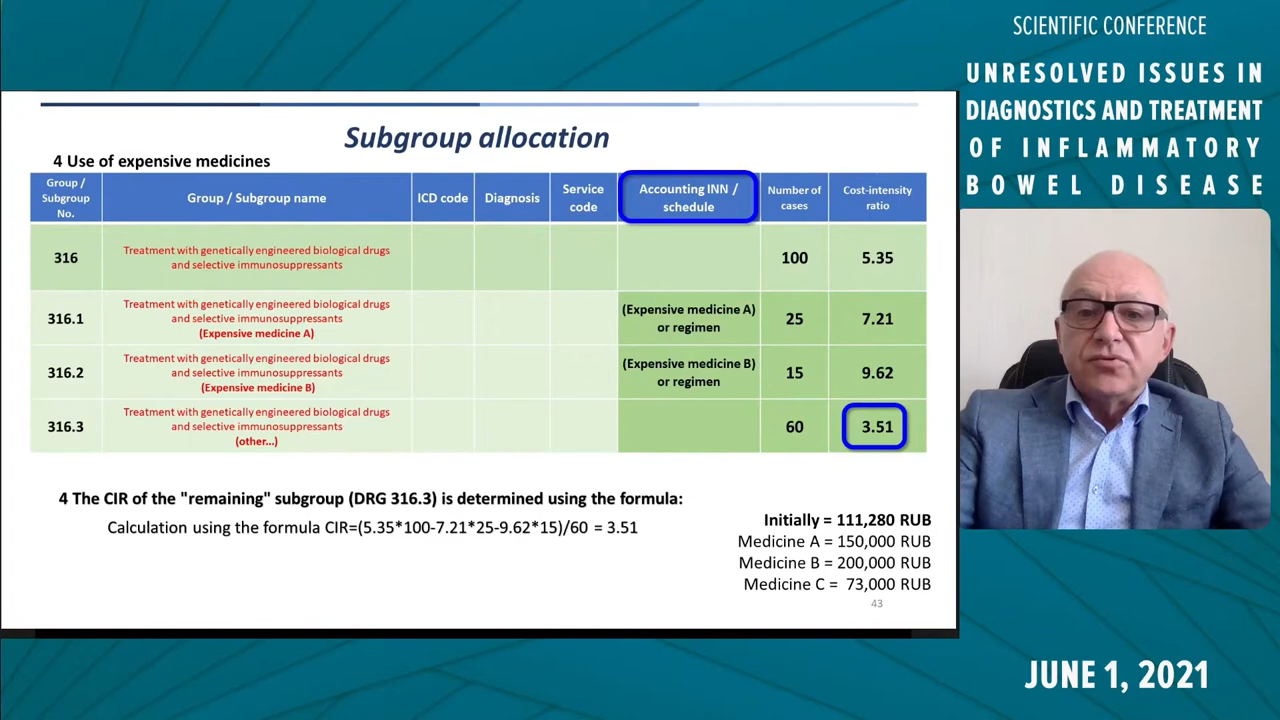 SCIENTIFIC CONFERENCE
UNRESOLVED ISSUES IN
DIAGNOSTICS AND TREATMENT
OF INFLAMMATORY
BOWEL DISEASE
Subgroup allocation
4 Use of expensive medicines
Group /
Subgroup
No.
Group / Subgroup name
ICD code
Diagnosis
Service
code
Accounting INN /
schedule
Number of
cases
Cost-intensity
ratio
316
Treatment with genetically engineered biological drugs
and selective immunosuppressants
100
5.35
316.1
Treatment with genetically engineered biological drugs
and selective immunosuppressants
(Expensive medicine A)
(Expensive medicine A)
or regimen
25
7.21
316.2
Treatment with genetically engineered biological drugs
and selective immunosuppressants
(Expensive medicine B)
(Expensive medicine B)
or regimen
15
9.62
316.3
Treatment with genetically engineered biological drugs
and selective immunosuppressants
(other...)
60
3.51
4 The CIR of the "remaining" subgroup (DRG 316.3) is determined using the formula:
Calculation using the formula CIR=(5.35*100-7.21*25-9.62*15)/60 = 3.51
Initially = 111,280 RUB
Medicine A = 150,000 RUB
Medicine B = 200,000 RUB
Medicine C = 73,000 RUB
43
JUNE 1, 2021